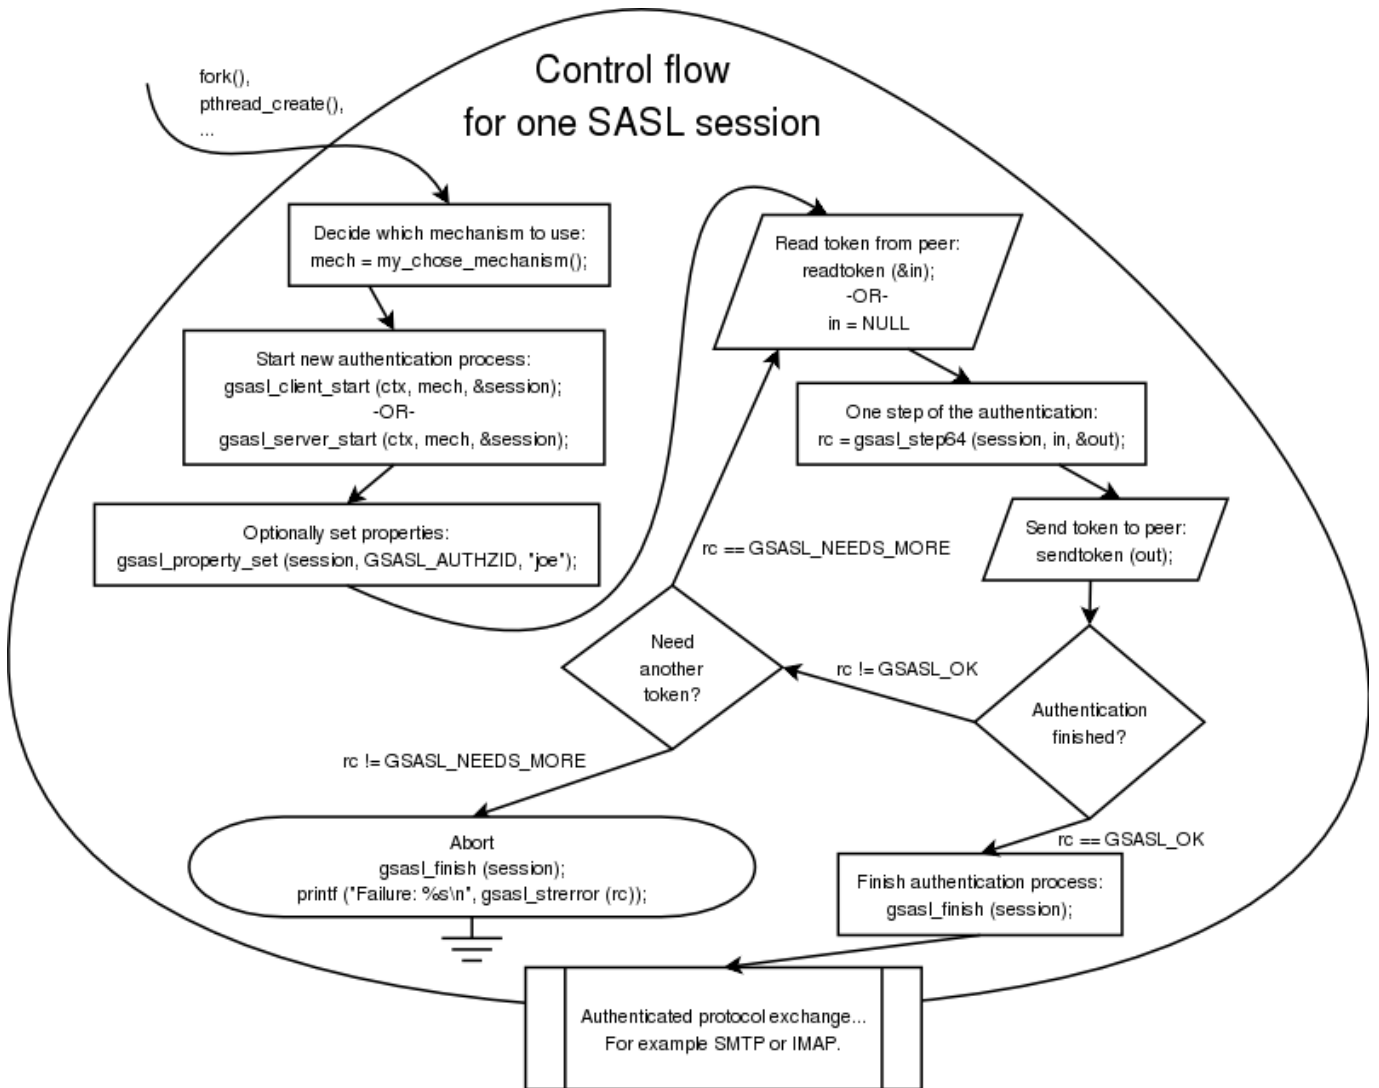 Control flow
for one SASL session
fork(),
pthread_create(),
...
Decide which mechanism to use:
mech = my_chose_mechanism();
Start new authentication process:
gsasl_client_start (ctx, mech, &session);
-OR-
gsasl_server_start (ctx, mech, &session);
Optionally set properties:
gsasl_property_set (session, GSASL_AUTHZID, "joe");
Read token from peer:
readtoken (&in);
-OR-
in = NULL
One step of the authentication:
rc = gsasl_step64 (session, in, &out);
Send token to peer:
sendtoken (out);
Authentication
finished?
rc != GSASL_OK
Need
another
token?
rc == GSASL_NEEDS_MORE
rc != GSASL_NEEDS_MORE
Abort
gsasl_finish (session);
printf ("Failure: %s\n", gsasl_strerror (rc));
rc == GSASL_OK
Finish authentication process:
gsasl_finish (session);
Authenticated protocol exchange...
For example SMTP or IMAP.